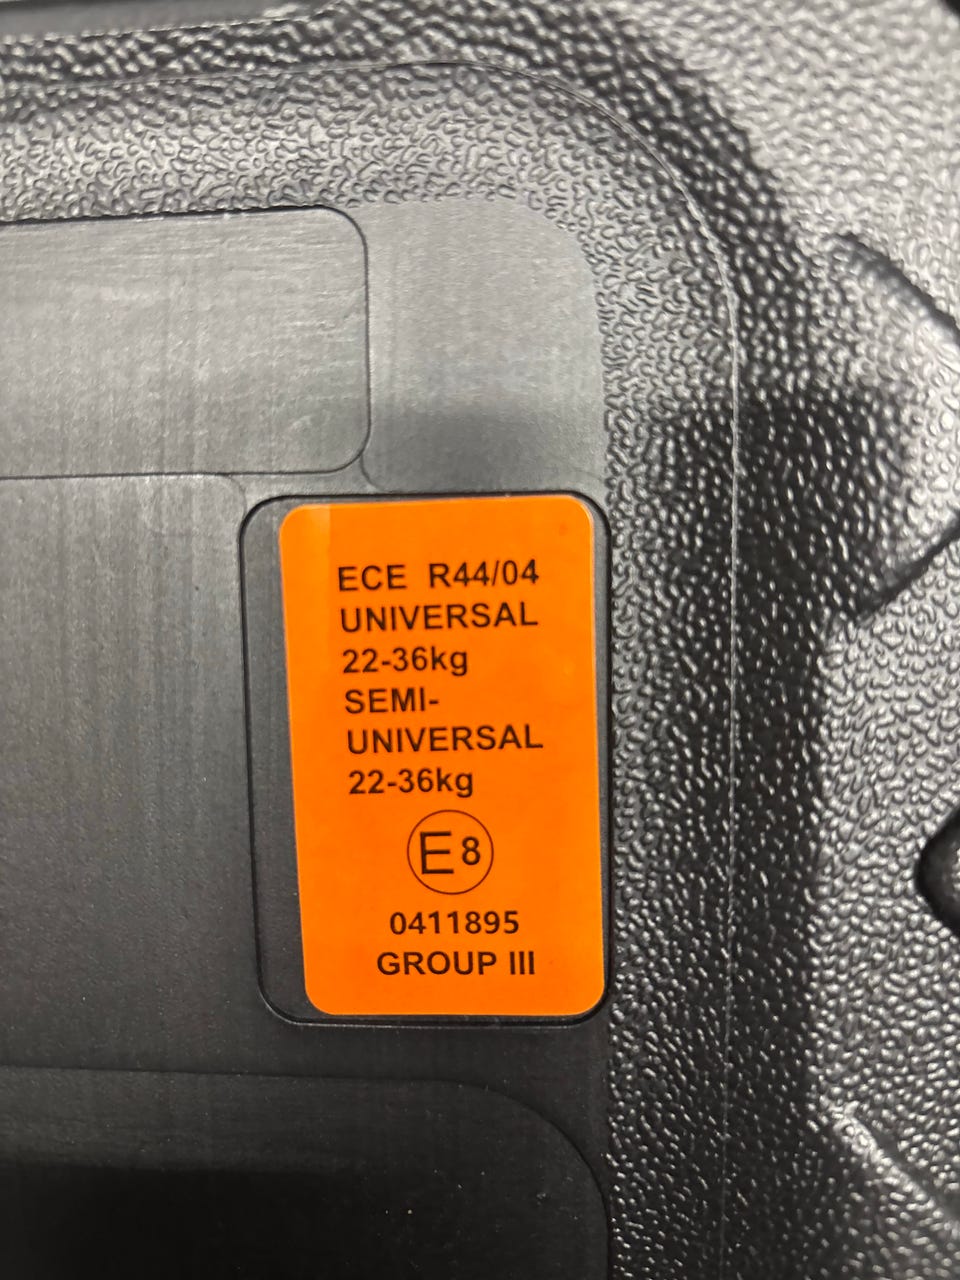 ECE R44/04
UNIVERSAL
22-36kg
SEMI-
UNIVERSAL
22-36kg
E8
0411895
GROUP III